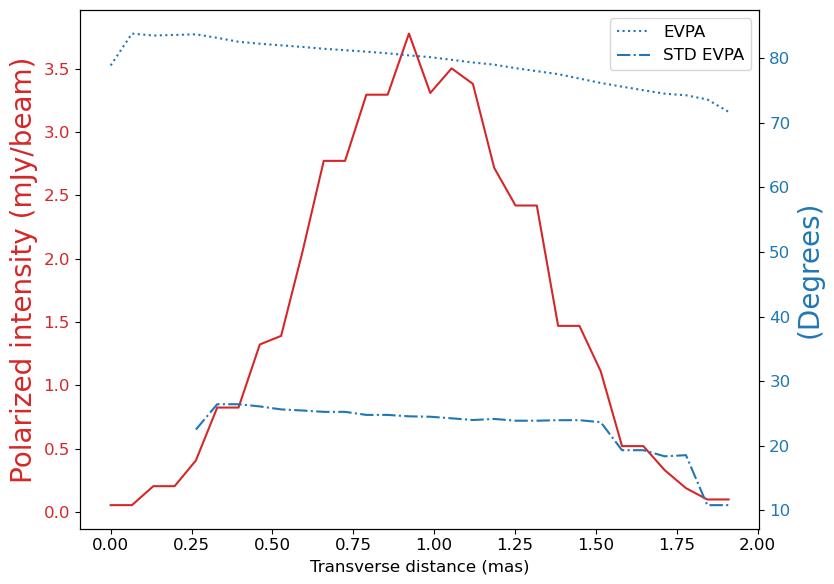 EVPA
STD EVPA
Polarized intensity (mJy/beam)
3.5
3.0
2.5
2.0
1.5
1.0
0.5
0.0
80
70
60
50
40
30
20
10
(Degrees)
0.00 0.25 0.50 0.75 1.00 1.25 1.50 1.75 2.00
Transverse distance (mas)